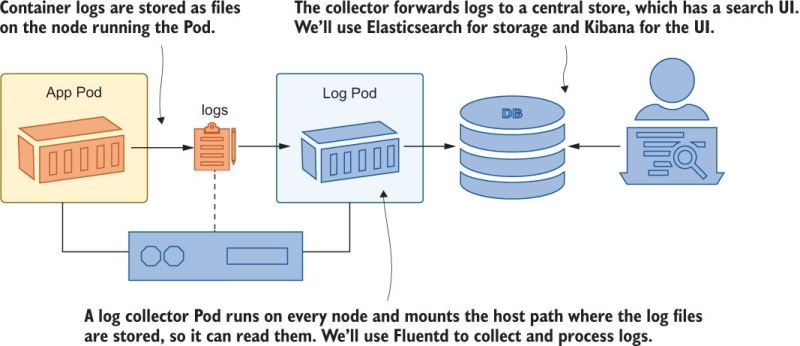 Container logs are stored as files
on the node running the Pod.
The collector forwards logs to a central store, which has a search UI.
We’ll use Elasticsearch for storage and Kibana for the UI.
App Pod
logs
Log Pod
DB
A log collector Pod runs on every node and mounts the host path where the log files
are stored, so it can read them. We’ll use Fluentd to collect and process logs.